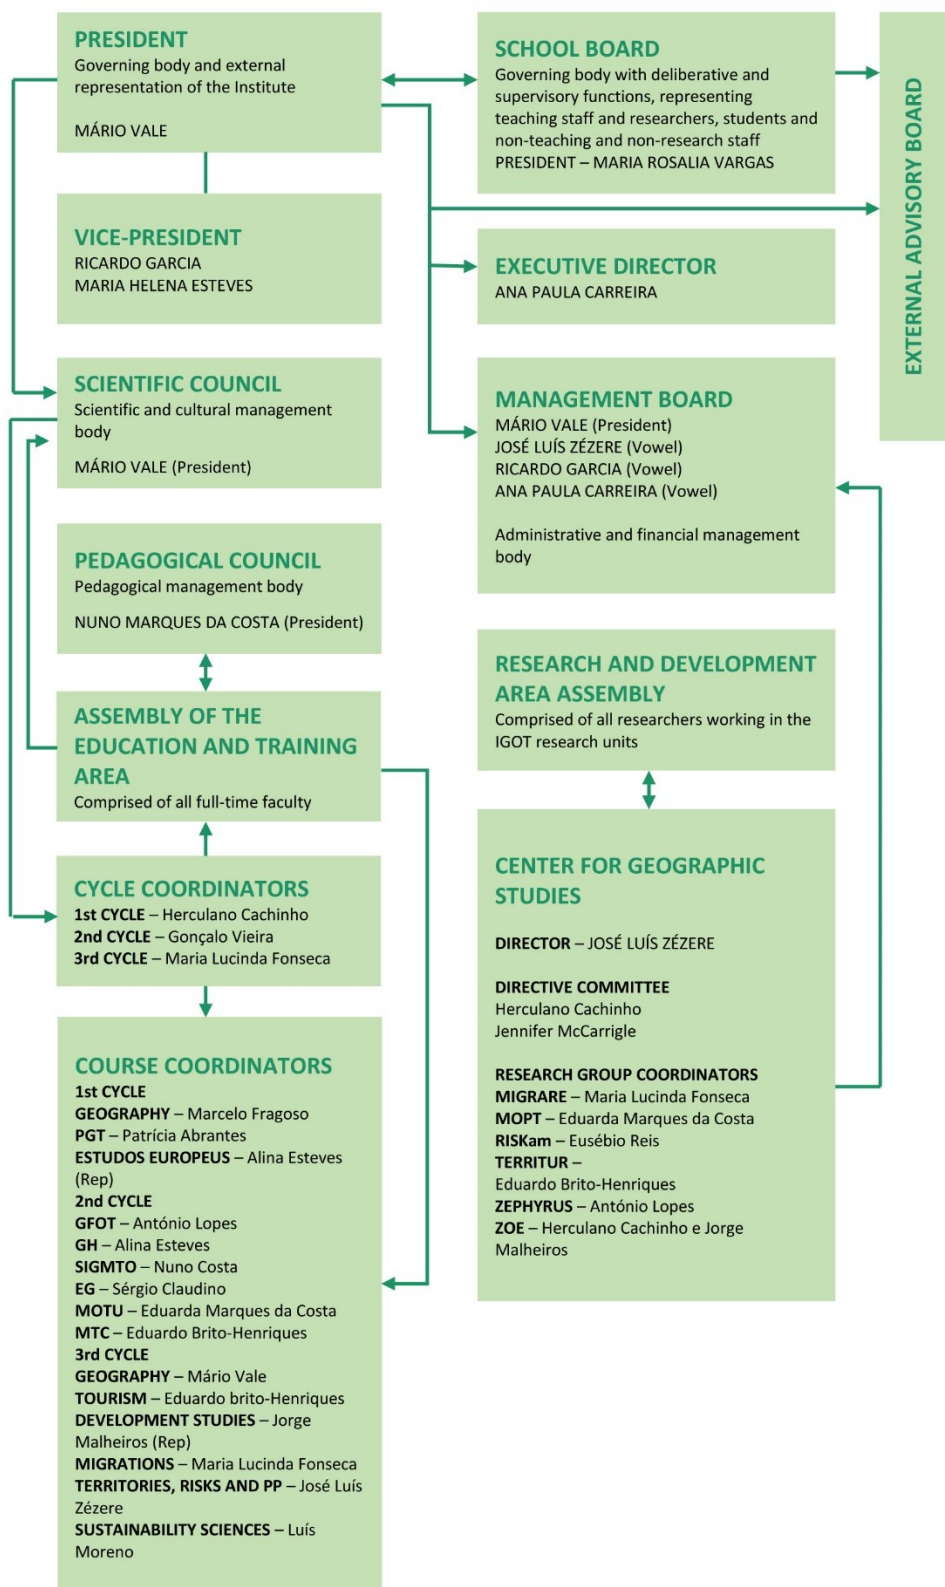 PRESIDENT
Governing body and external
representation of the Institute
MÁRIO VALE
SCHOOL BOARD
Governing body with deliberative and
supervisory functions, representing
teaching staff and researchers, students and
non-teaching and non-research staff
PRESIDENT – MARIA ROSALIA VARGAS
EXTERNAL ADVISORY BOARD
VICE-PRESIDENT
RICARDO GARCIA
MARIA HELENA ESTEVES
EXECUTIVE DIRECTOR
ANA PAULA CARREIRA
SCIENTIFIC COUNCIL
Scientific and cultural management
body
MÁRIO VALE (President)
MANAGEMENT BOARD
MÁRIO VALE (President)
JOSÉ LUÍS ZÉZERE (Vowel)
RICARDO GARCIA (Vowel)
ANA PAULA CARREIRA (Vowel)
Administrative and financial management
body
PEDAGOGICAL COUNCIL
Pedagogical management body
NUNO MARQUES DA COSTA (President)
ASSEMBLY OF THE
EDUCATION AND TRAINING
AREA
Comprised of all full-time faculty
RESEARCH AND DEVELOPMENT
AREA ASSEMBLY
Comprised of all researchers working in the
IGOT research units
CYCLE COORDINATORS
1st CYCLE – Herculano Cachinho
2nd CYCLE – Gonçalo Vieira
3rd CYCLE – Maria Lucinda Fonseca
CENTER FOR GEOGRAPHIC
STUDIES
DIRECTOR – JOSÉ LUÍS ZÉZERE
DIRECTIVE COMMITTEE
Herculano Cachinho
Jennifer McCarrigle
RESEARCH GROUP COORDINATORS
MIGRARE – Maria Lucinda Fonseca
MOPT – Eduarda Marques da Costa
RISKam – Eusébio Reis
TERRITUR –
Eduardo Brito-Henriques
ZEPHYRUS – António Lopes
ZOE – Herculano Cachinho e Jorge
Malheiros
COURSE COORDINATORS
1st CYCLE
GEOGRAPHY – Marcelo Fragoso
PGT – Patrícia Abrantes
ESTUDOS EUROPEUS – Alina Esteves
(Rep)
2nd CYCLE
GFOT – António Lopes
GH – Alina Esteves
SIGMTO – Nuno Costa
EG – Sérgio Claudino
MOTU – Eduarda Marques da Costa
MTC – Eduardo Brito-Henriques
3rd CYCLE
GEOGRAPHY – Mário Vale
TOURISM – Eduardo brito-Henriques
DEVELOPMENT STUDIES – Jorge
Malheiros (Rep)
MIGRATIONS – Maria Lucinda Fonseca
TERRITORIES, RISKS AND PP – José Luís
Zézere
SUSTAINABILITY SCIENCES – Luís
Moreno